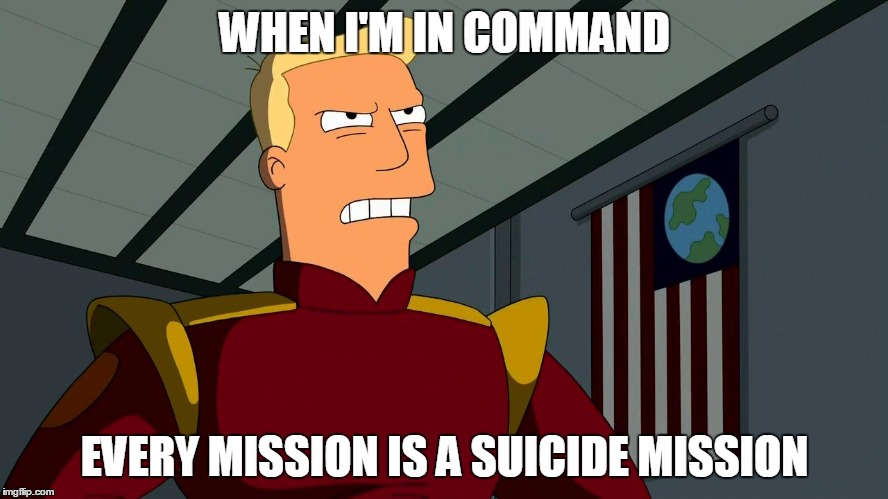 WHEN I'M IN COMMAND
EVERY MISSION IS A SUICIDE MISSION
imgflip.com